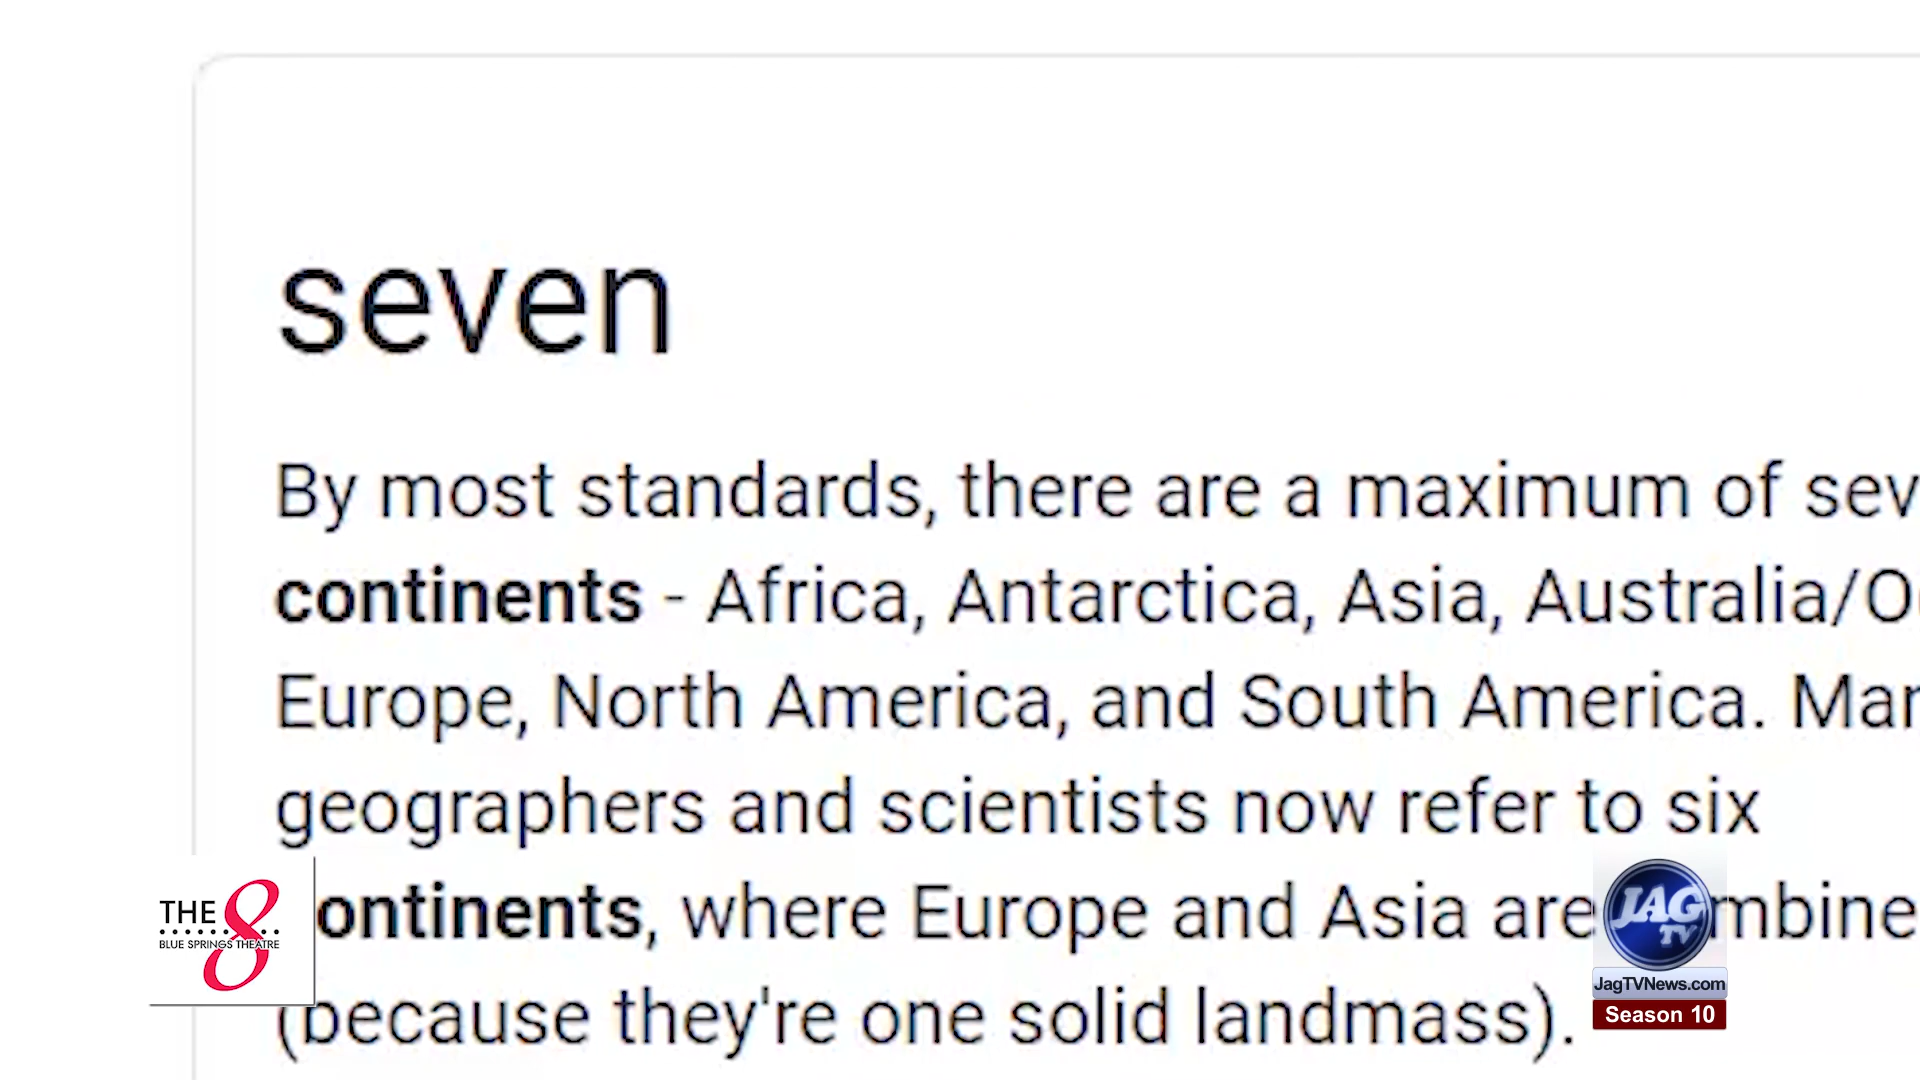 seven
By most standards, there are a maximum of sev
continents - Africa, Antarctica, Asia, Australia/O
Europe, North America, and South America. Mar
geographers and scientists now refer to six
ontinents, where Europe and Asia are mbine
(because they're one solid landmass).
THE 8
BLUE SPRINGS THEATRE
JAG
TV
JagTVNews.com
Season 10